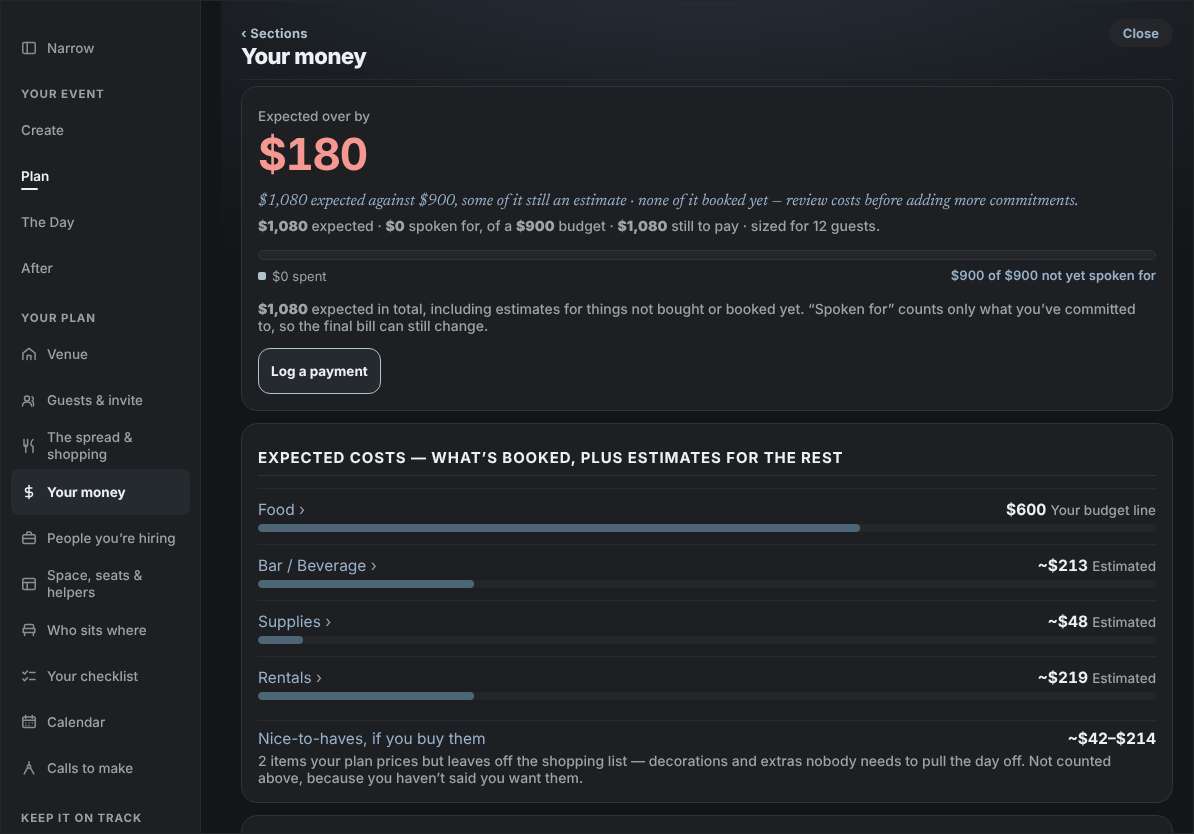 Narrow
YOUR EVENT
Create
Plan
The Day
After
YOUR PLAN
Venue
Guests & invite
The spread &
shopping
Your money
People you’re hiring
Space, seats &
helpers
Who sits where
Your checklist
Calendar
Calls to make
KEEP IT ON TRACK
‹ Sections
Your money
Close
Expected over by
$180
$1,080 expected against $900, some of it still an estimate · none of it booked yet — review costs before adding more commitments.
$1,080 expected · $0 spoken for, of a $900 budget · $1,080 still to pay · sized for 12 guests.
$0 spent
$900 of $900 not yet spoken for
$1,080 expected in total, including estimates for things not bought or booked yet. “Spoken for” counts only what you’ve committed
to, so the final bill can still change.
Log a payment
EXPECTED COSTS — WHAT’S BOOKED, PLUS ESTIMATES FOR THE REST
Food › $600 Your budget line
Bar / Beverage › ~$213 Estimated
Supplies › ~$48 Estimated
Rentals › ~$219 Estimated
Nice-to-haves, if you buy them ~$42–$214
2 items your plan prices but leaves off the shopping list — decorations and extras nobody needs to pull the day off. Not counted
above, because you haven’t said you want them.